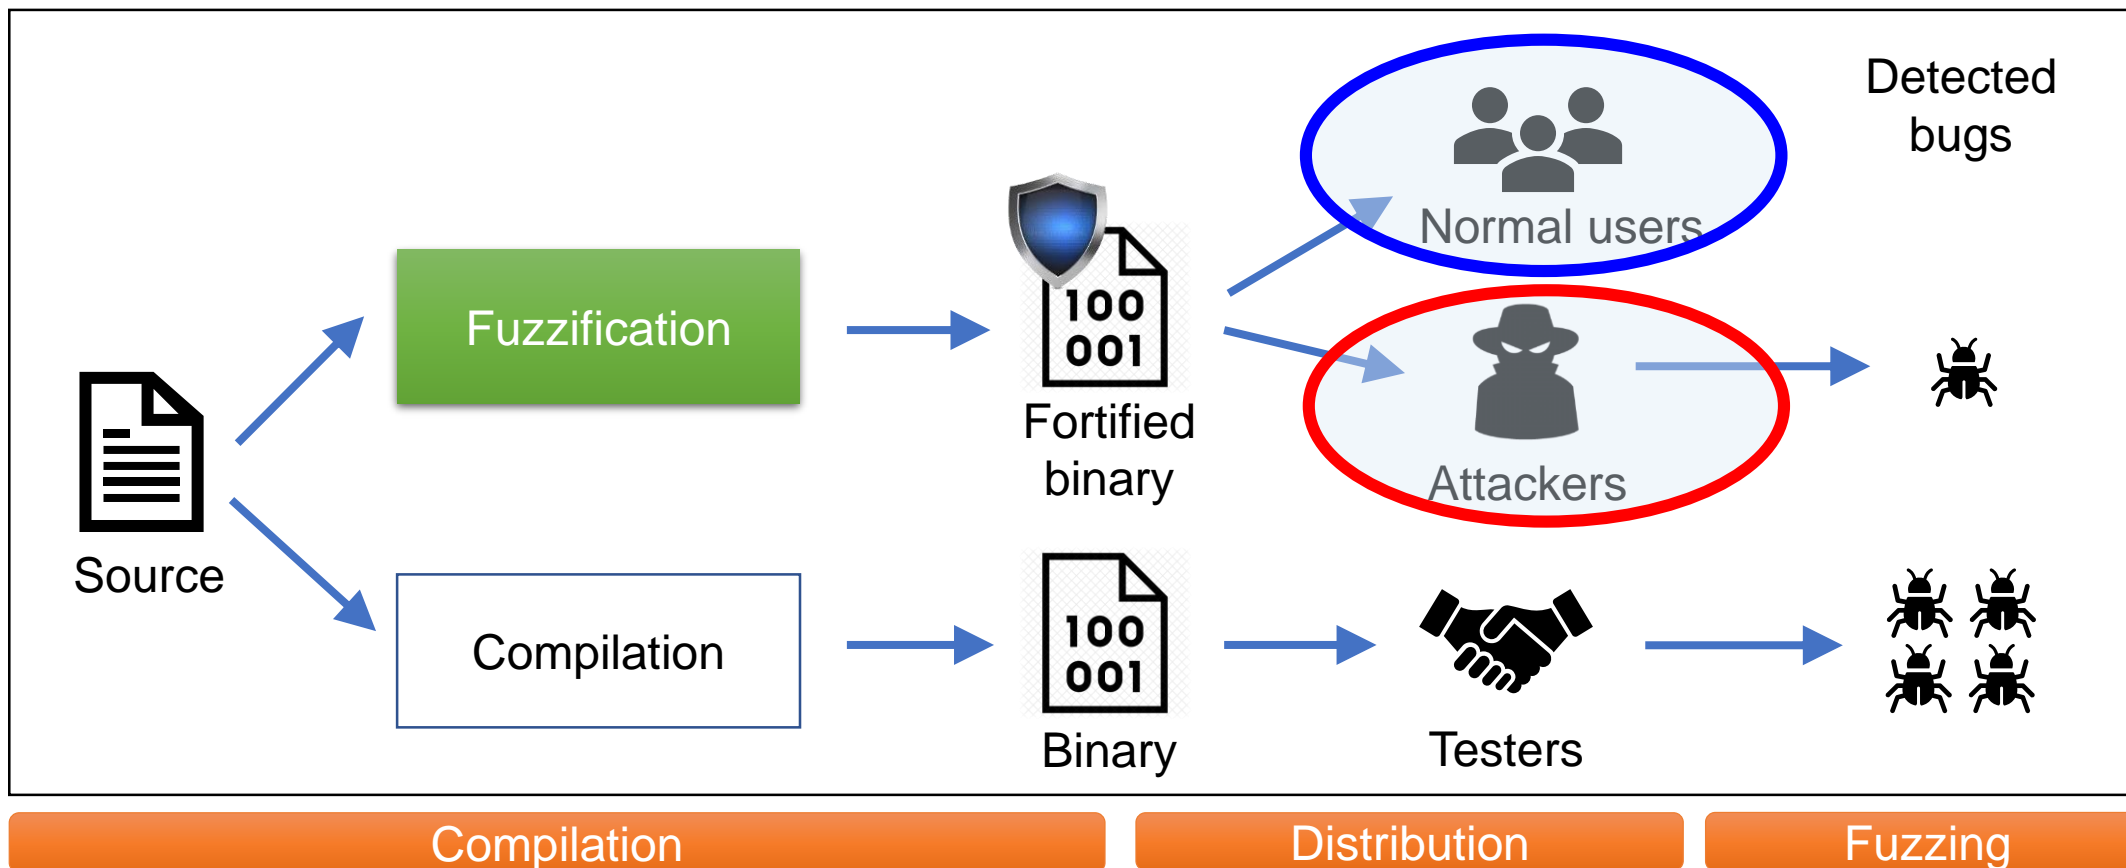 Detected
bugs
Normal users
Fuzzification
100
001
Fortified
binary
Attackers
Source
Compilation
100
001
Binary
Testers
Compilation
Distribution
Fuzzing